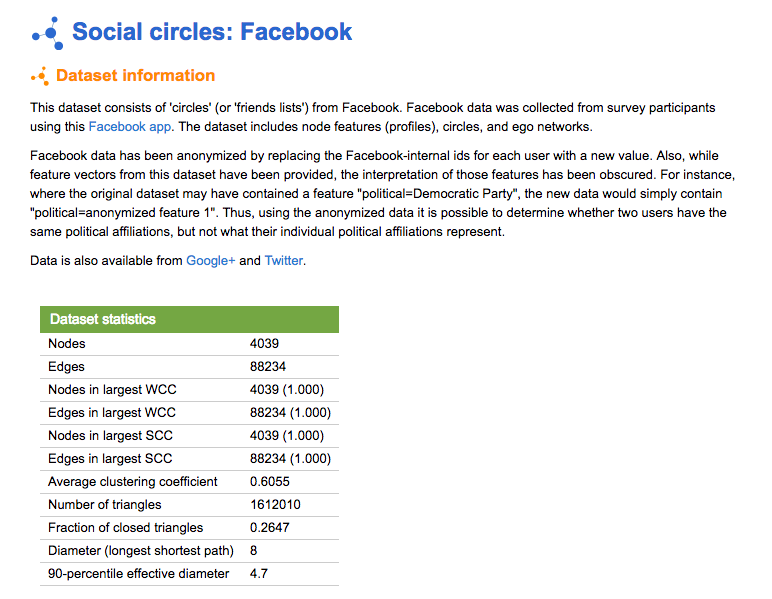 Social circles: Facebook
Dataset information
This dataset consists of 'circles' (or 'friends lists') from Facebook. Facebook data was collected from survey participants
using this Facebook app. The dataset includes node features (profiles), circles, and ego networks.
Facebook data has been anonymized by replacing the Facebook-internal ids for each user with a new value. Also, while
feature vectors from this dataset have been provided, the interpretation of those features has been obscured. For instance,
where the original dataset may have contained a feature "political=Democratic Party", the new data would simply contain
"political=anonymized feature 1". Thus, using the anonymized data it is possible to determine whether two users have the
same political affiliations, but not what their individual political affiliations represent.
Data is also available from Google+ and Twitter.
Dataset statistics
Nodes 4039
Edges 88234
Nodes in largest WCC 4039 (1.000)
Edges in largest WCC 88234 (1.000)
Nodes in largest SCC 4039 (1.000)
Edges in largest SCC 88234 (1.000)
Average clustering coefficient 0.6055
Number of triangles 1612010
Fraction of closed triangles 0.2647
Diameter (longest shortest path) 8
90-percentile effective diameter 4.7